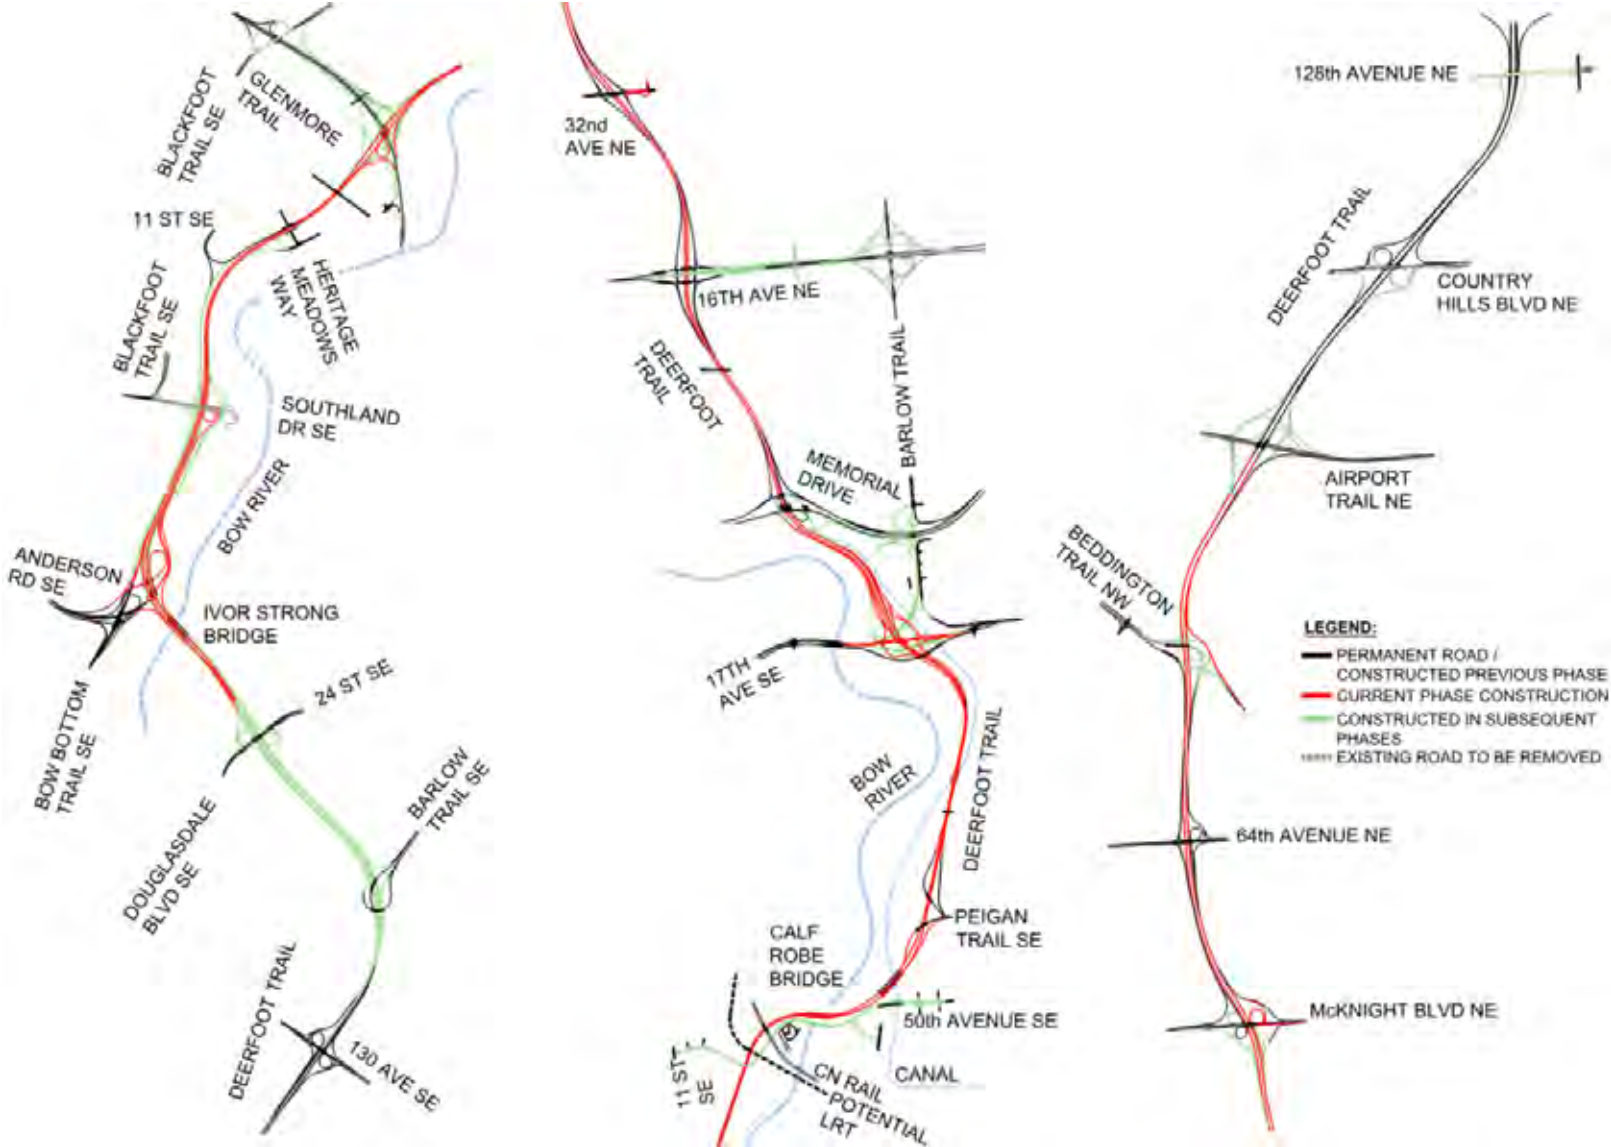 BLACKFOOT
TRAIL SE
GLENMORE
TRAIL
11 ST SE
HERITAGE
MEADOWS
WAY
BLACKFOOT
TRAIL SE
SOUTHLAND
DR SE
BOW RIVER
ANDERSON
RD SE
IVOR STRONG
BRIDGE
24 ST SE
BOW BOTTOM
TRAIL SE
DOUGLASDALE
BLVD SE
BARLOW
TRAIL SE
DEERFOOT TRAIL
130 AVE SE
32nd
AVE NE
16TH AVE NE
DEERFOOT
TRAIL
BARLOW TRAIL
MEMORIAL
DRIVE
17TH
AVE SE
BOW
RIVER
DEERFOOT TRAIL
PEIGAN
TRAIL SE
CALF
ROBE
BRIDGE
50th AVENUE SE
11 ST
SE
CANAL
CN RAIL
POTENTIAL
LRT
128th AVENUE NE
DEERFOOT TRAIL
COUNTRY
HILLS BLVD NE
AIRPORT
TRAIL NE
BEDDINGTON
TRAIL NW
LEGEND:
PERMANENT ROAD /
CONSTRUCTED PREVIOUS PHASE
CURRENT PHASE CONSTRUCTION
CONSTRUCTED IN SUBSEQUENT
PHASES
EXISTING ROAD TO BE REMOVED
64th AVENUE NE
McKNIGHT BLVD NE